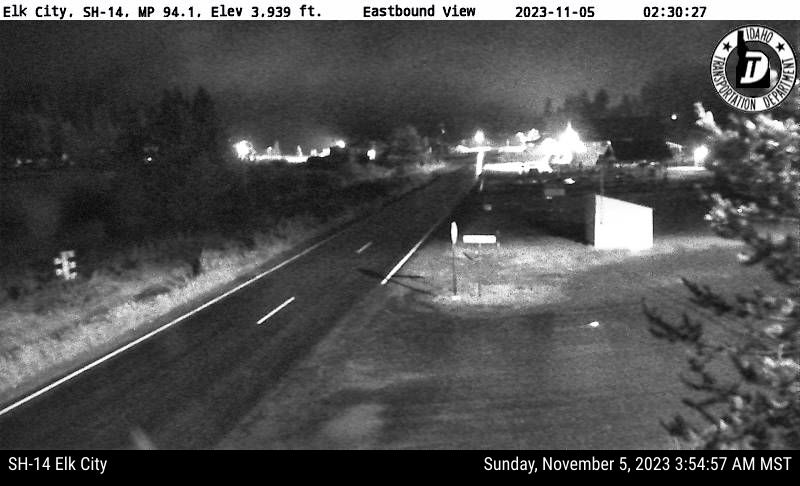 Elk City, SH-14, MP 94.1, Elev 3,939 ft. Eastbound View 2023-11-05 02:30:27
IDAHO
TRANSPORTATION DEPARTMENT
SH-14 Elk City Sunday, November 5, 2023 3:54:57 AM MST